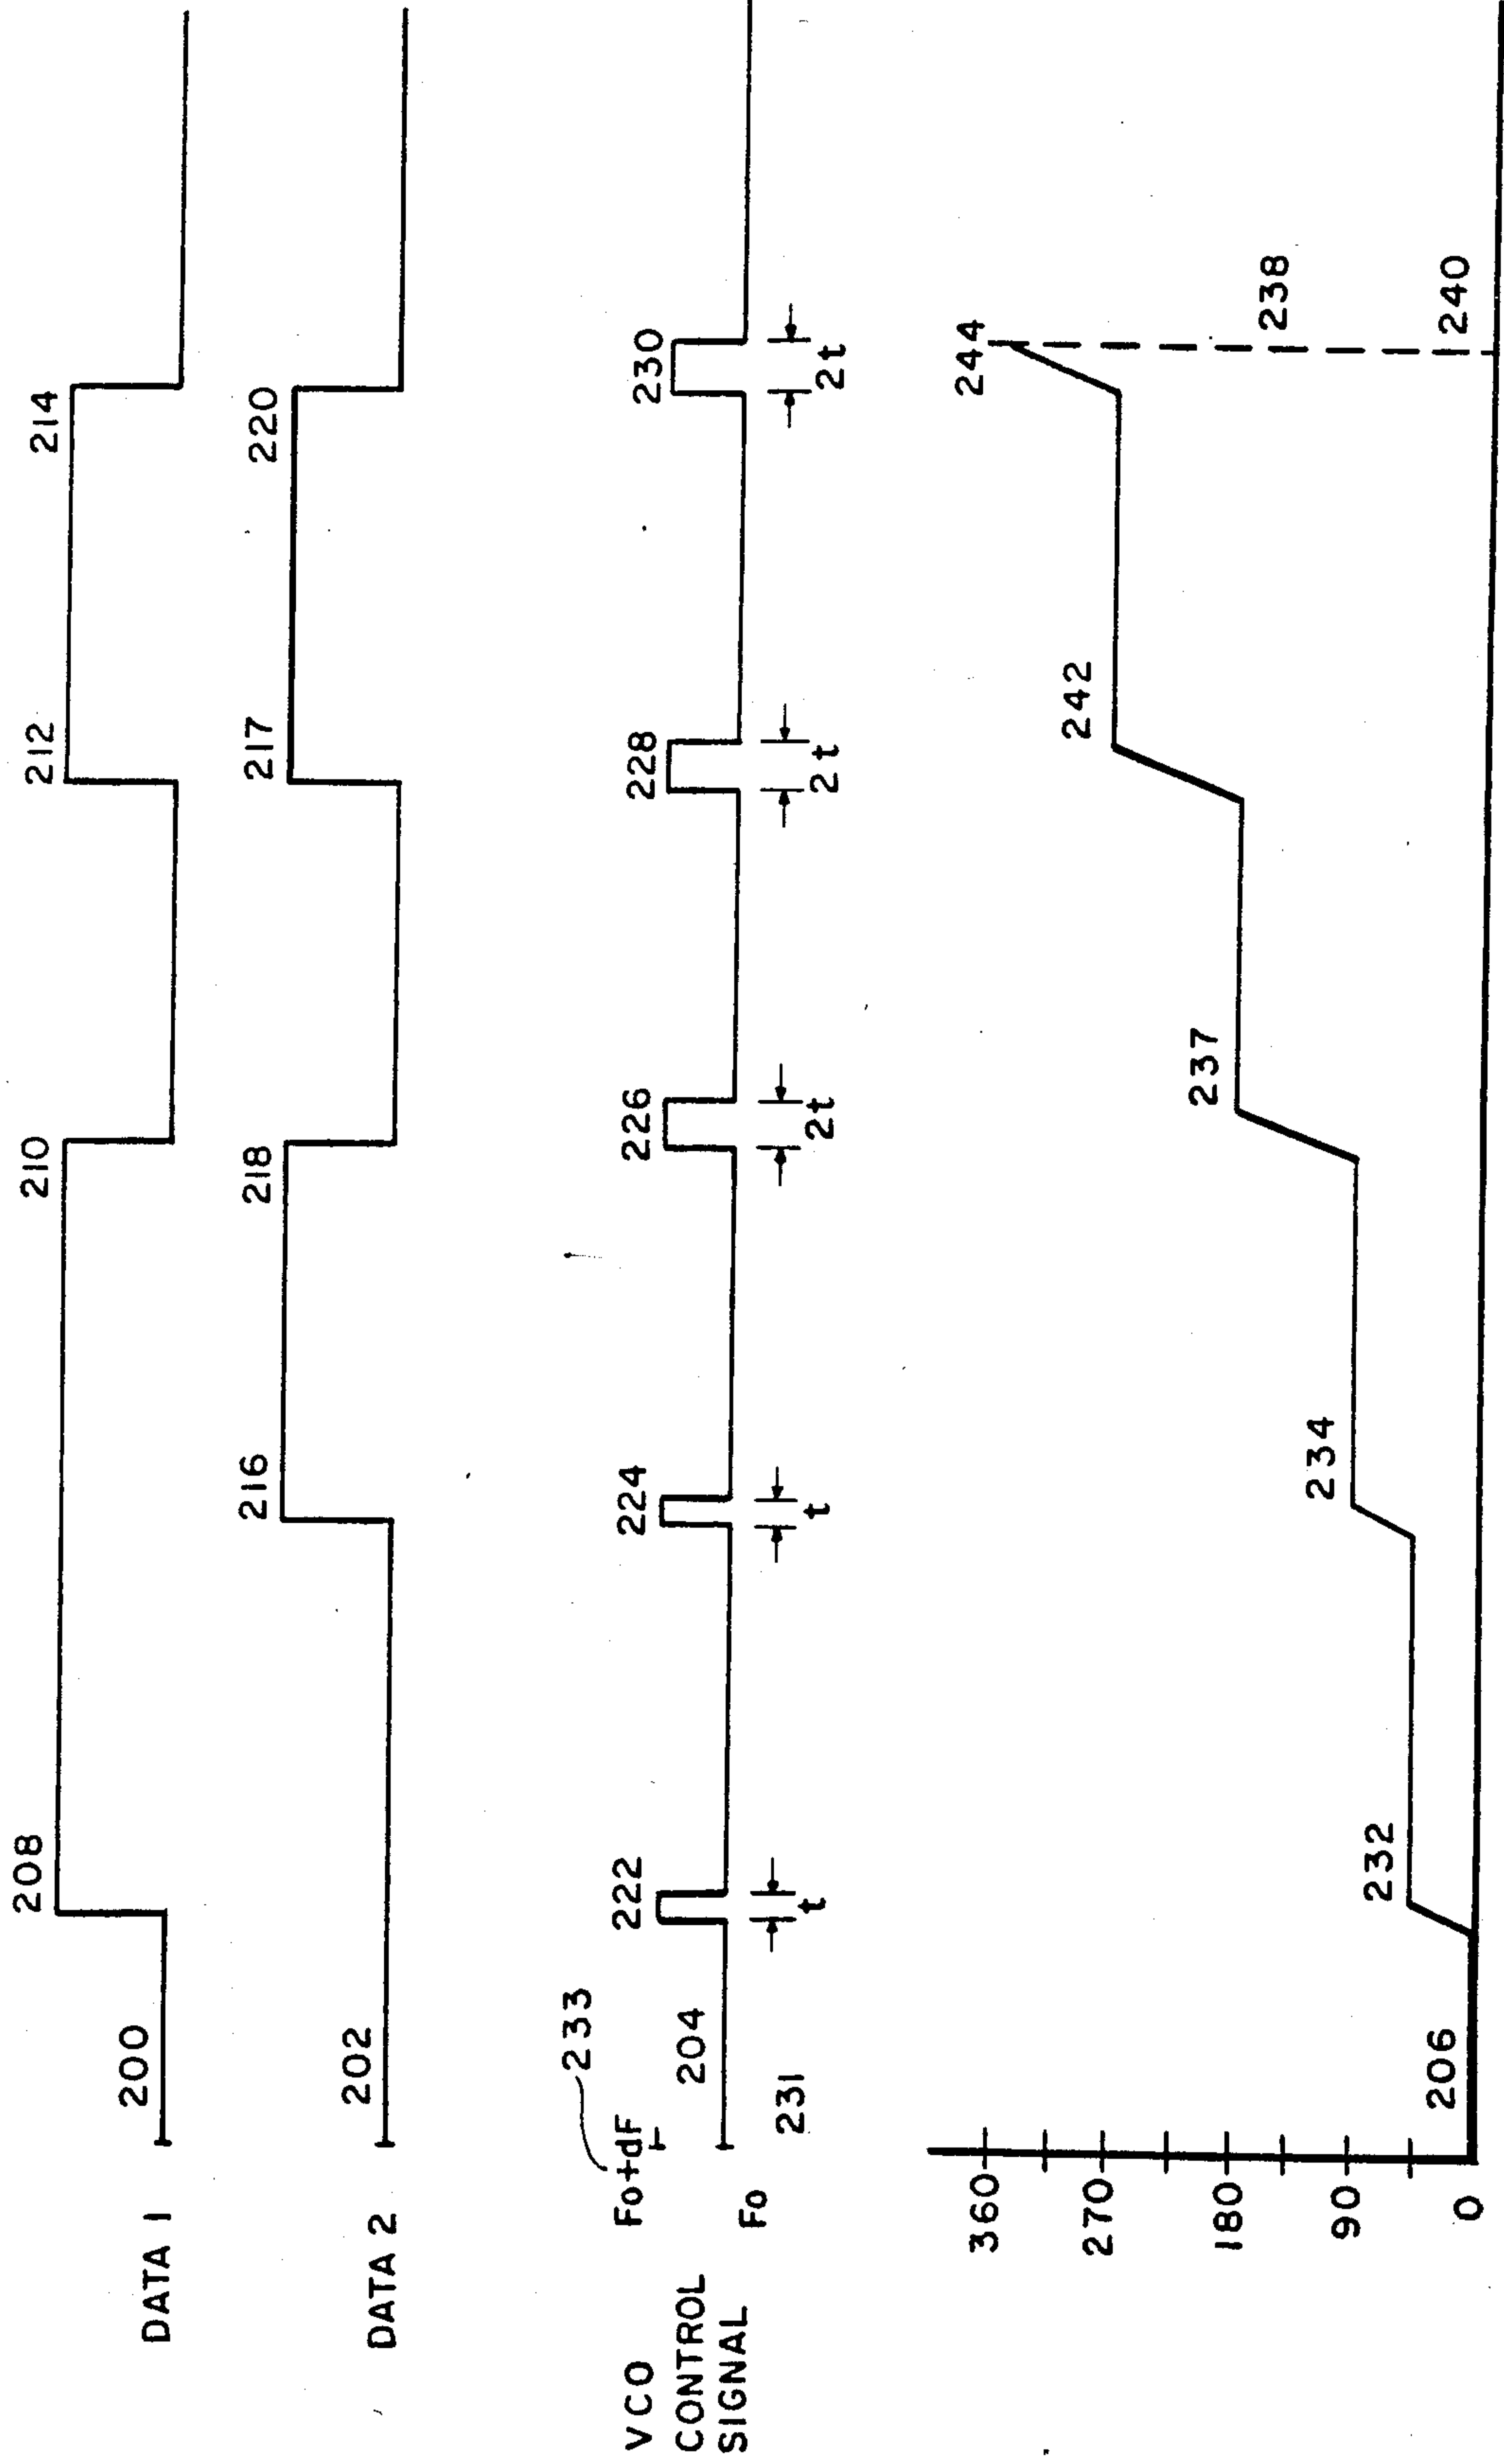 208
210
212
214
DATA 1
200
216
218
217
220
DATA 2
202
233
VCO
CONTROL
SIGNAL
Fo+dF
Fo
204
222
224
226
228
230
231
t
t
2t
2t
2t
360
270
180
90
0
206
232
234
237
242
244
238
240